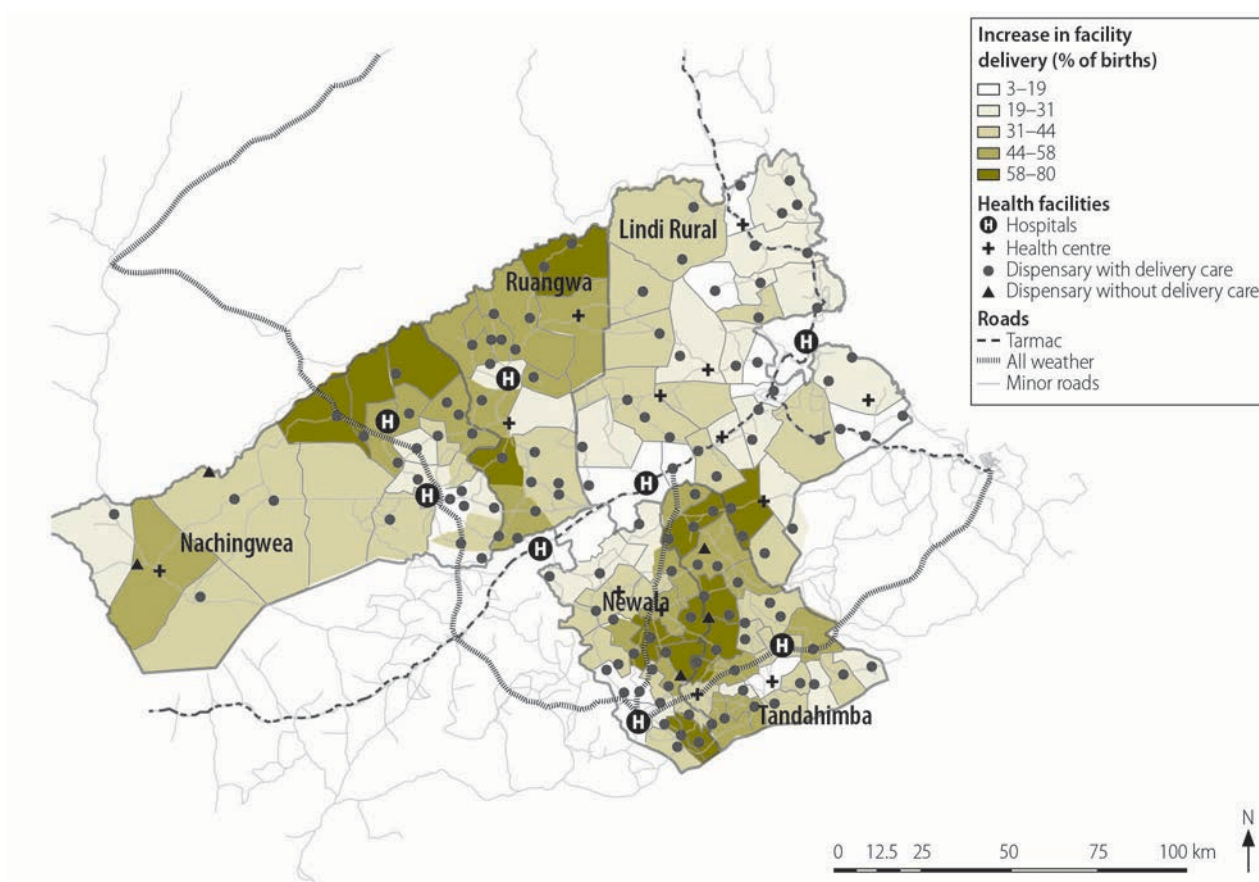 Increase in facility
delivery (% of births)
3–19
19–31
31–44
44–58
58–80
Health facilities
H Hospitals
Health centre
Dispensary with delivery care
Dispensary without delivery care
Roads
Tarmac
All weather
Minor roads
Lindi Rural
Ruangwa
H
H
H
H
H
Nachingwea
H
Newala
H
Tandahimba
H
N
0 12.5 25 50 75 100 km